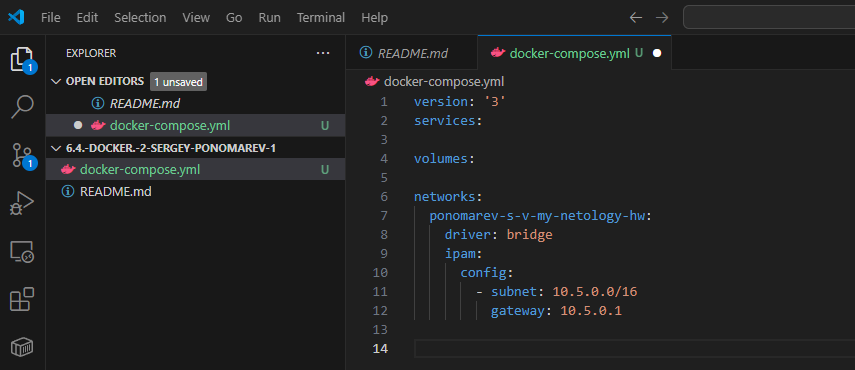 File Edit Selection View Go Run Terminal Help
EXPLORER
OPEN EDITORS 1 unsaved
README.md
docker-compose.yml U
6.4.-DOCKER.-2-SERGEY-PONOMAREV-1
docker-compose.yml U
README.md
1
1
README.md docker-compose.yml U
docker-compose.yml
1 version: '3'
2 services:
3
4 volumes:
5
6 networks:
7 ponomarev-s-v-my-netology-hw:
8 driver: bridge
9 ipam:
10 config:
11 - subnet: 10.5.0.0/16
12 gateway: 10.5.0.1
13
14